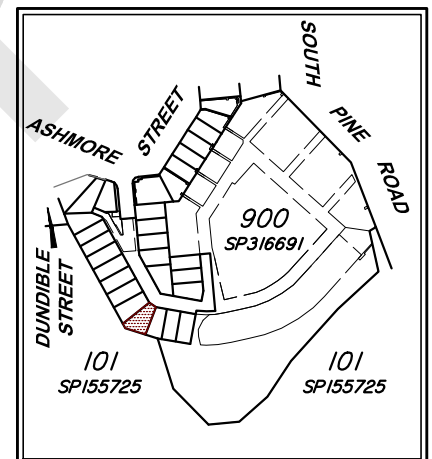 SOUTH
PINE
ROAD
ASHMORE
STREET
900
SP316691
DUNDIBLE
STREET
101
SP155725
101
SP155725